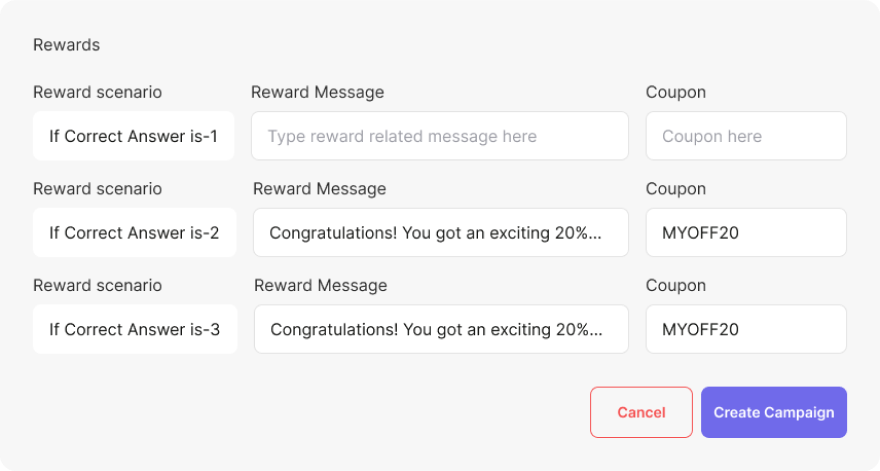 Rewards
Reward scenario Reward Message Coupon
If Correct Answer is-1 Type reward related message here Coupon here
Reward scenario Reward Message Coupon
If Correct Answer is-2 Congratulations! You got an exciting 20%... MYOFF20
Reward scenario Reward Message Coupon
If Correct Answer is-3 Congratulations! You got an exciting 20%... MYOFF20
Cancel Create Campaign